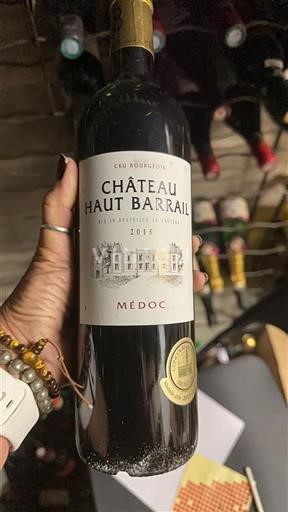 CRU BOURGEOIS
CHÂTEAU
HAUT BARRAIL
MIS EN BOUTEILLE AU CHÂTEAU
2015
MÉDOC